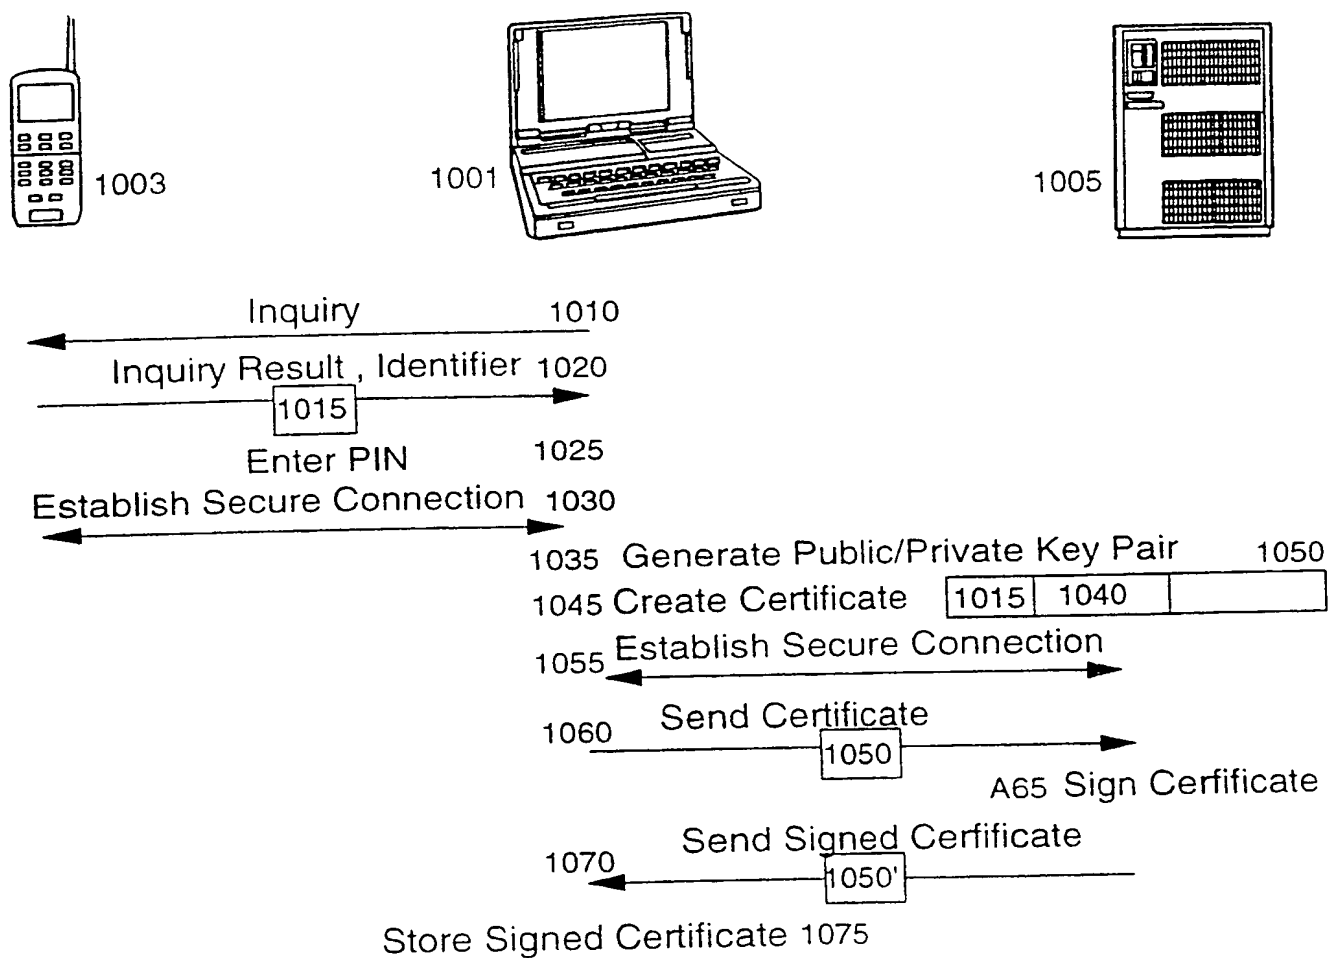 1003
1001
1005
Inquiry 1010
Inquiry Result , Identifier 1020
1015
Enter PIN 1025
Establish Secure Connection 1030
1035 Generate Public/Private Key Pair 1050
1045 Create Certificate 1015 1040
1055 Establish Secure Connection
1060 Send Certificate
1050
A65 Sign Cerfificate
Send Signed Cerfificate
1070
1050'
Store Signed Certificate 1075